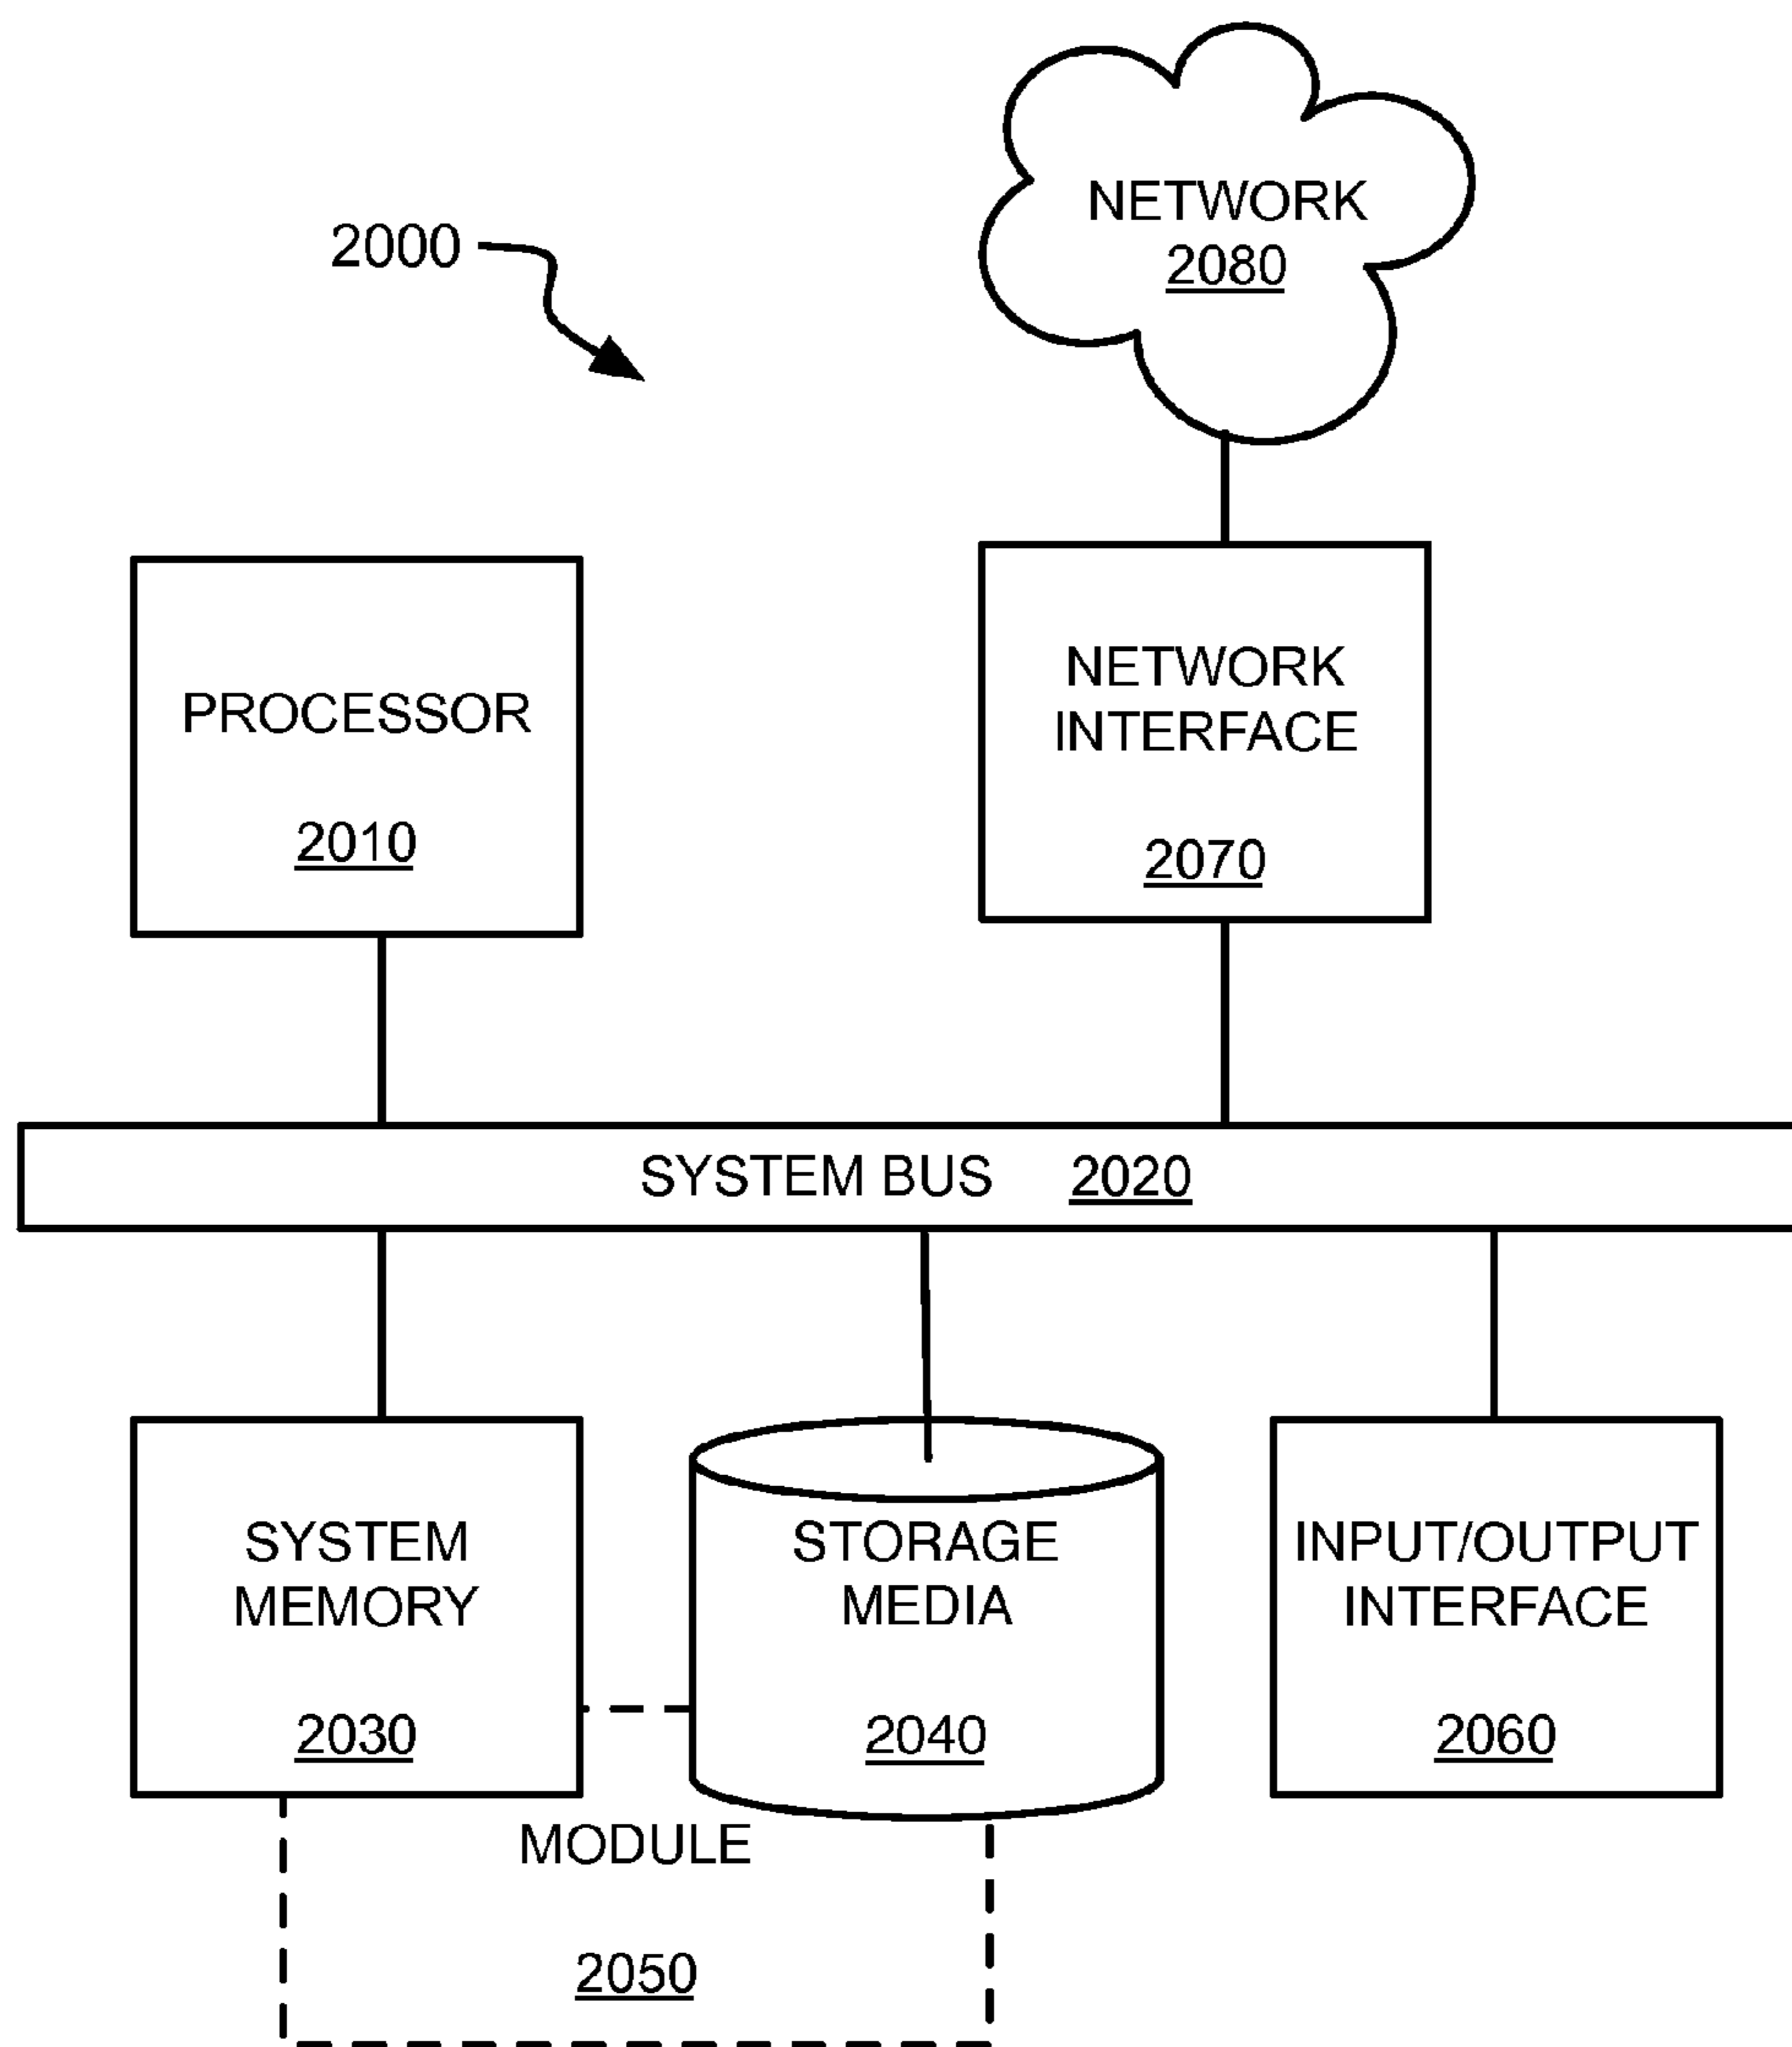 NETWORK
2080
2000
PROCESSOR
2010
NETWORK
INTERFACE
2070
SYSTEM BUS 2020
SYSTEM
MEMORY
2030
STORAGE
MEDIA
2040
INPUT/OUTPUT
INTERFACE
2060
MODULE
2050